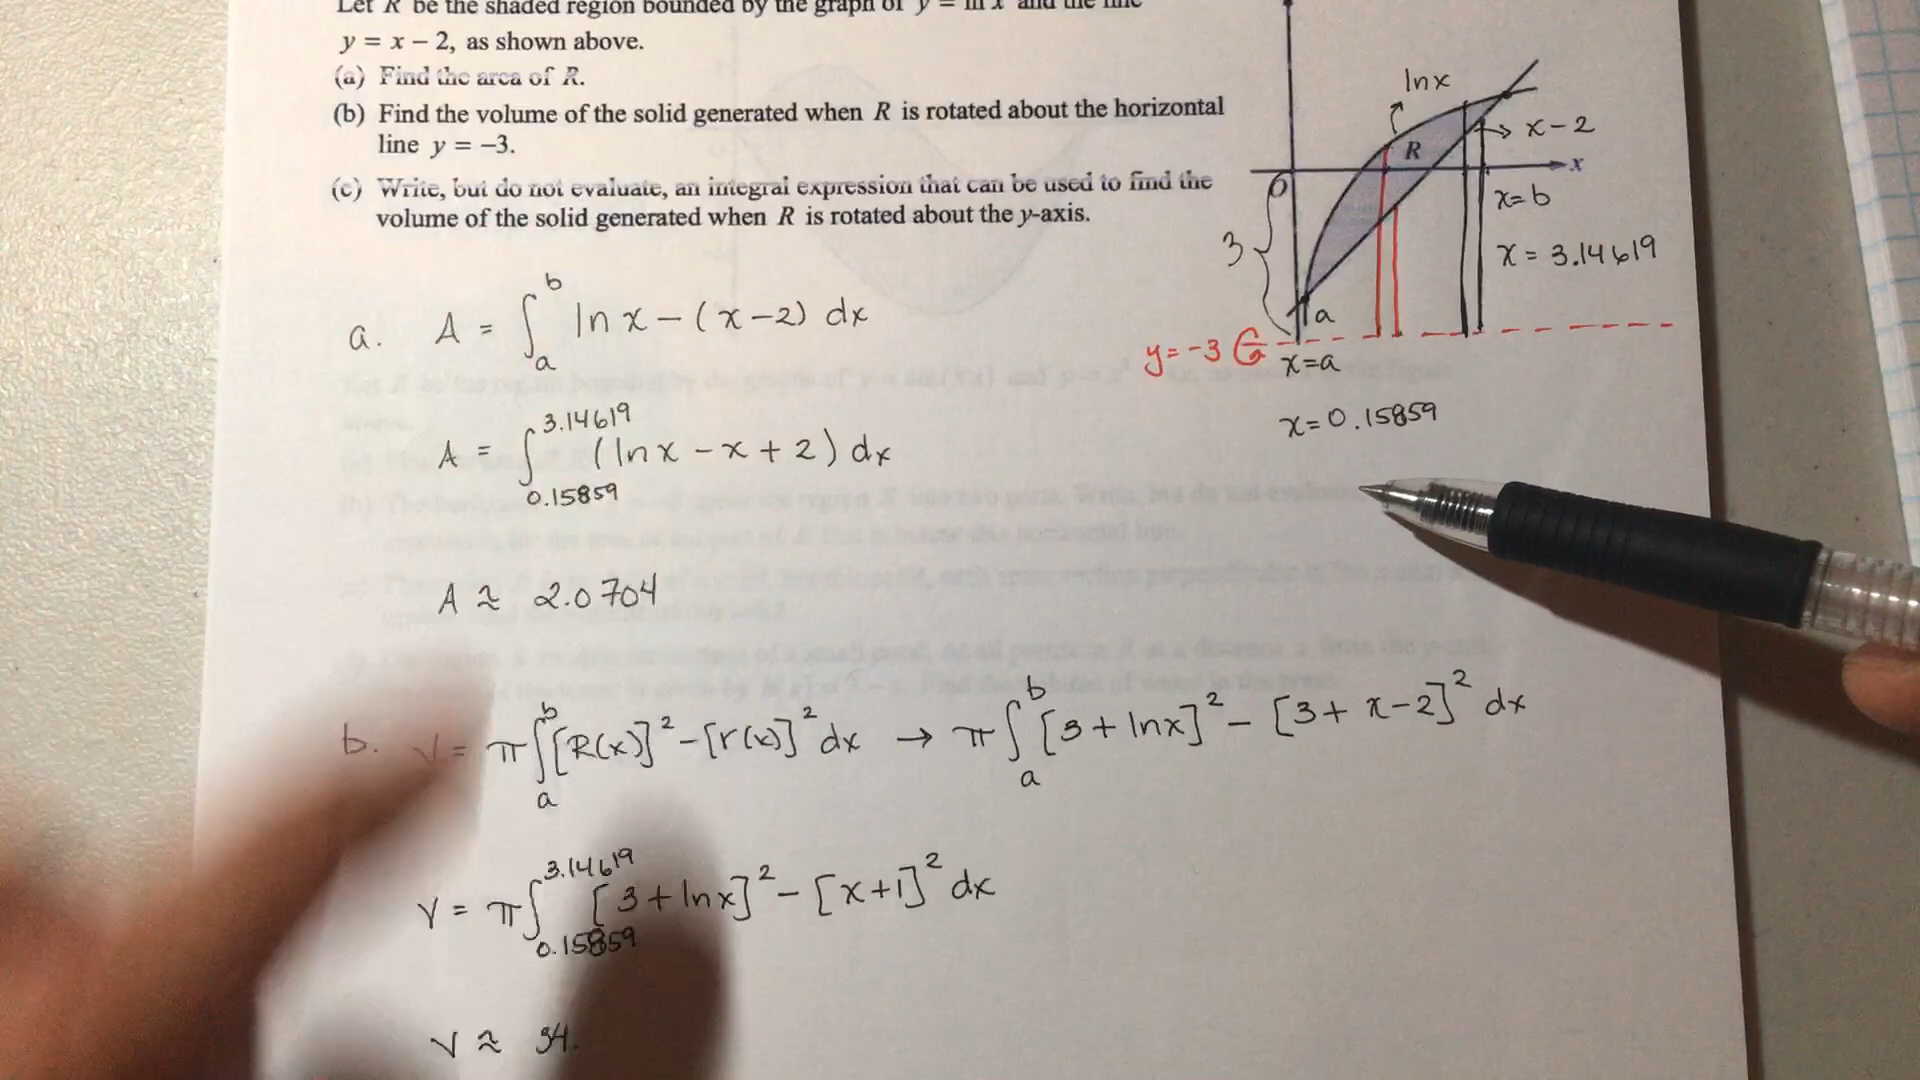 Let R be the shaded region bounded by the graph of y = ln x and the line
y = x − 2, as shown above.
(a) Find the area of R.
(b) Find the volume of the solid generated when R is rotated about the horizontal
line y = −3.
(c) Write, but do not evaluate, an integral expression that can be used to find the
volume of the solid generated when R is rotated about the y-axis.
ln x
x − 2
R
x
O
x = b
3
x = 3.14619
a
y = −3
x = a
x = 0.15859
a. A = ∫_a^b ln x − (x − 2) dx
A = ∫_0.15859^3.14619 (ln x − x + 2) dx
A ≈ 2.0704
b. V = π ∫_a^b [R(x)]² − [r(x)]² dx → π ∫_a^b [3 + ln x]² − [3 + x − 2]² dx
V = π ∫_0.15859^3.14619 [3 + ln x]² − [x + 1]² dx
V ≈ 34.